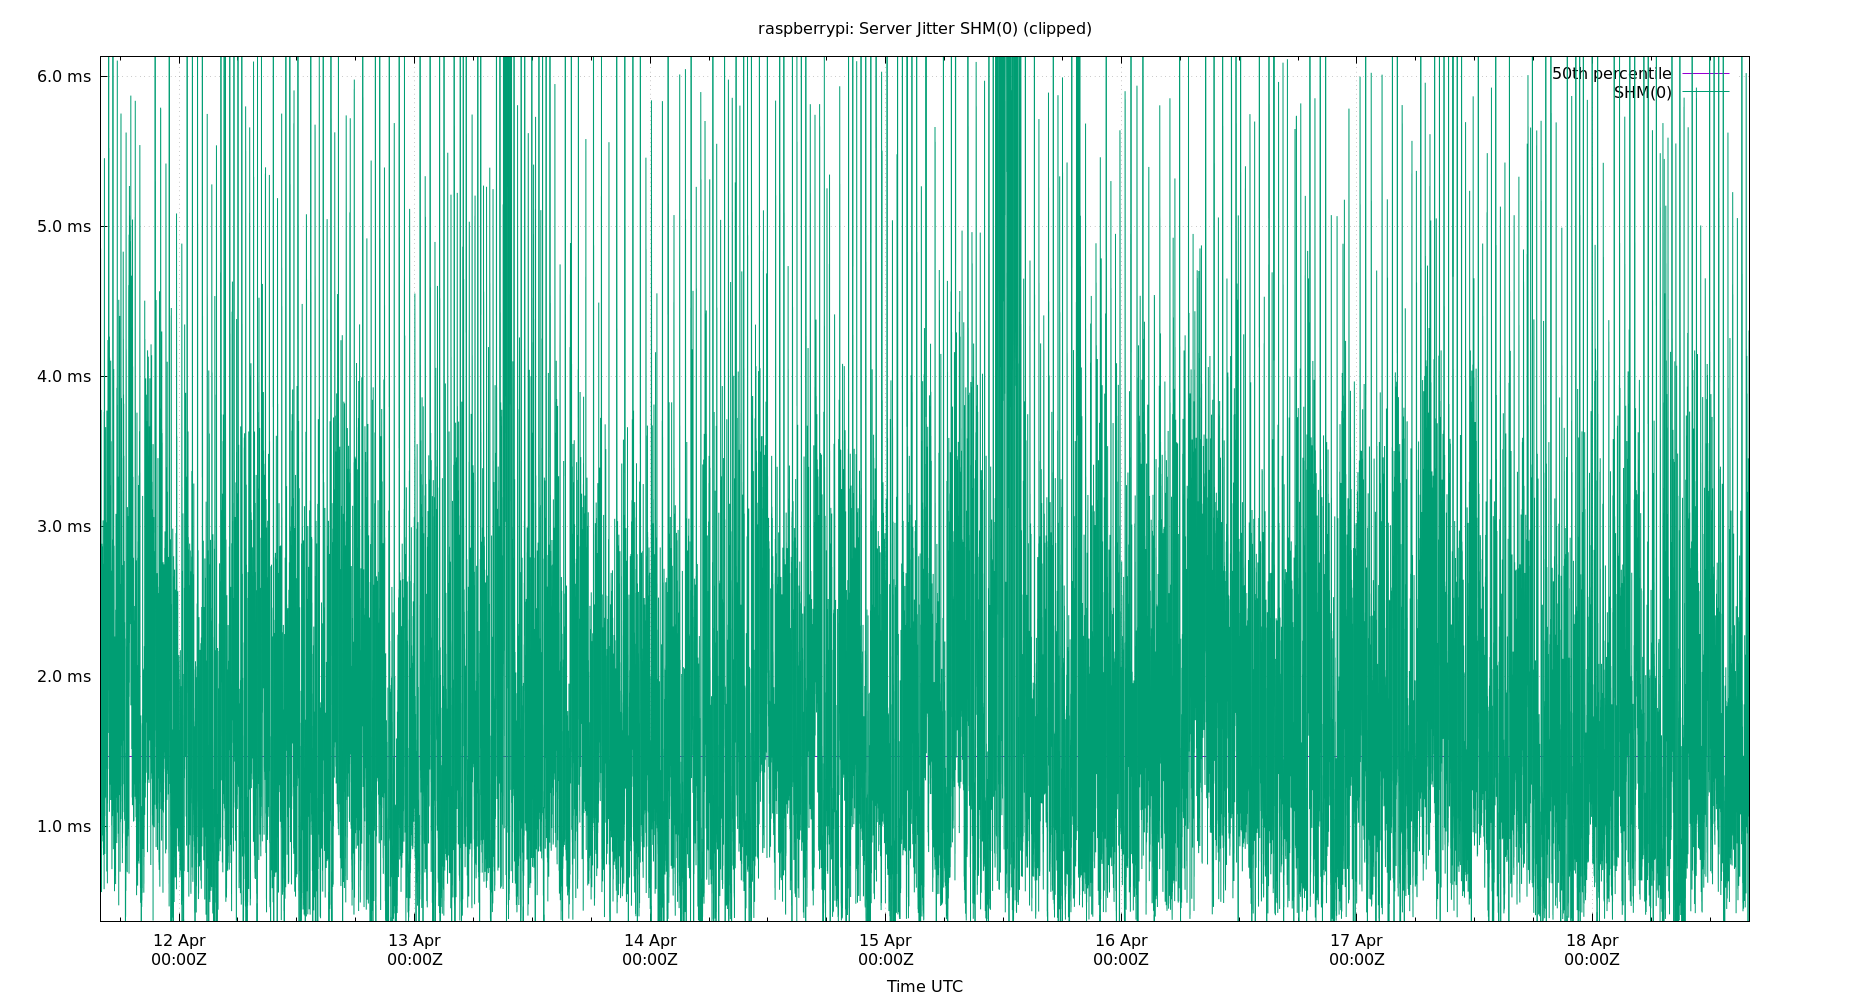 raspberrypi: Server Jitter SHM(0) (clipped)
6.0 ms
50th percentile
SHM(0)
5.0 ms
4.0 ms
3.0 ms
2.0 ms
1.0 ms
12 Apr 13 Apr 14 Apr 15 Apr 16 Apr 17 Apr 18 Apr
00:00Z 00:00Z 00:00Z 00:00Z 00:00Z 00:00Z 00:00Z
Time UTC